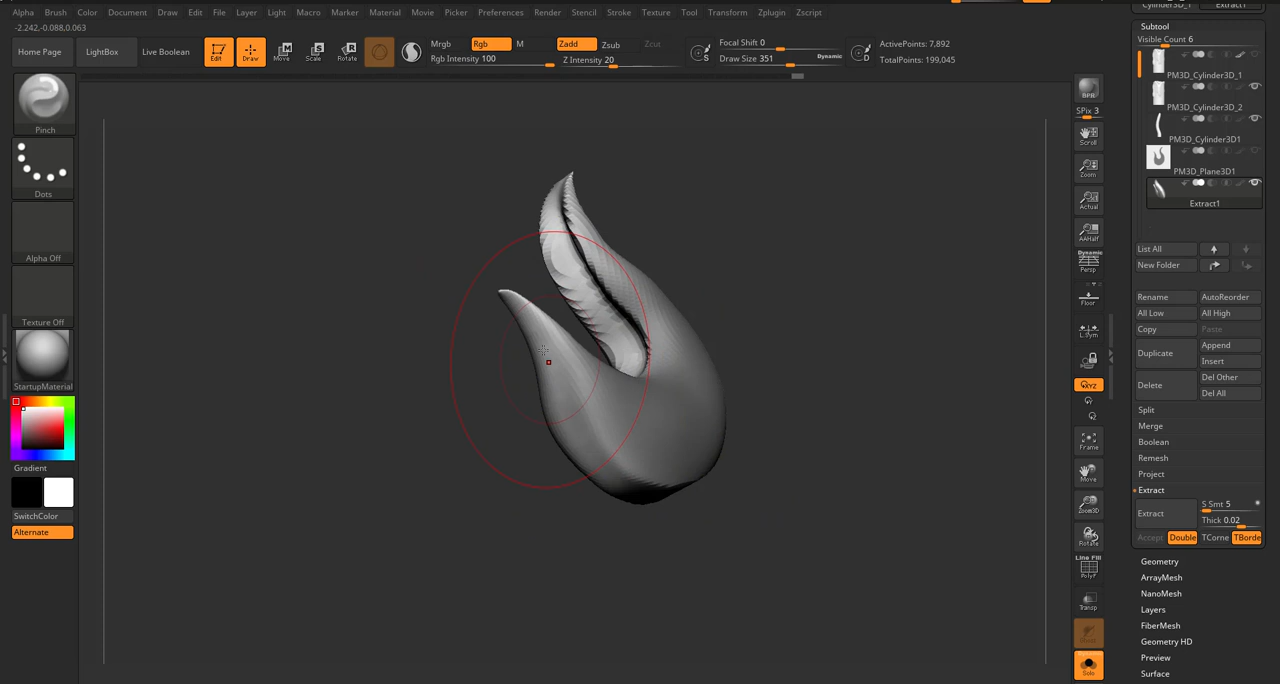 Cylinder3D_1 Extract1
Alpha Brush Color Document Draw Edit File Layer Light Macro Marker Material Movie Picker Preferences Render Stencil Stroke Texture Tool Transform Zplugin Zscript
-2.242,-0.088,0.063
Subtool
Visible Count 6
Home Page LightBox Live Boolean Edit Draw Move Scale Rotate
Mrgb Rgb M
Rgb Intensity 100
Zadd Zsub Zcut
Z Intensity 20
S
Focal Shift 0
Draw Size 351 Dynamic
D
ActivePoints: 7,892
TotalPoints: 199,045
Pinch
Dots
Alpha Off
Texture Off
StartupMaterial
Gradient
SwitchColor
Alternate
BPR
SPix 3
Scroll
Zoom
Actual
AAHalf
Dynamic
Persp
Floor
L.Sym
XYZ
Frame
Move
Zoom3D
Rotate
Line Fill
PolyF
Transp
Dynamic
Solo
PM3D_Cylinder3D_1
PM3D_Cylinder3D_2
PM3D_Cylinder3D1
PM3D_Plane3D1
Extract1
List All
New Folder
Rename AutoReorder
All Low All High
Copy Paste
Duplicate Append
Insert
Delete Del Other
Del All
Split
Merge
Boolean
Remesh
Project
Extract
Extract S Smt 5
Thick 0.02
Accept Double TCorne TBorde
Geometry
ArrayMesh
NanoMesh
Layers
FiberMesh
Geometry HD
Preview
Surface